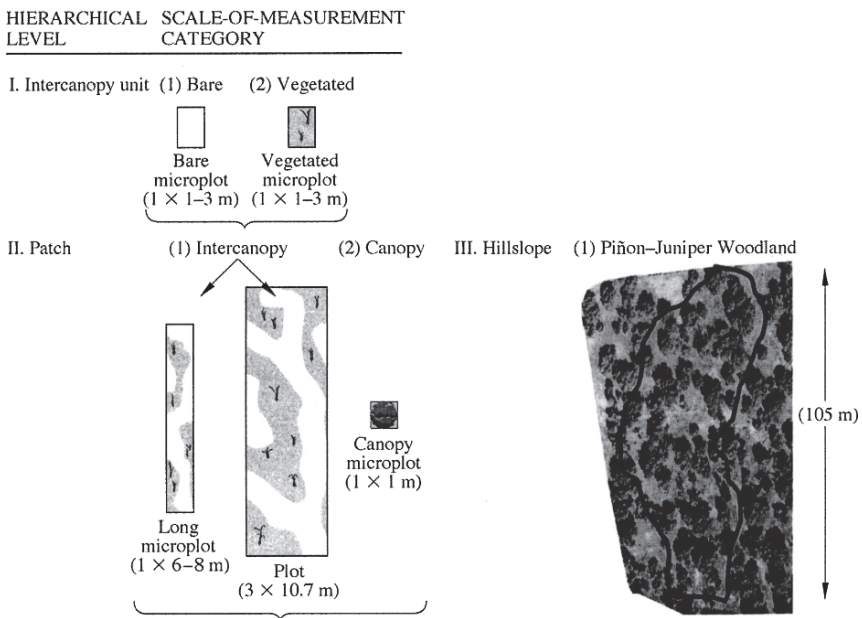 HIERARCHICAL SCALE-OF-MEASUREMENT
LEVEL CATEGORY
I. Intercanopy unit (1) Bare (2) Vegetated
Bare
microplot
(1 × 1–3 m)
Vegetated
microplot
(1 × 1–3 m)
II. Patch (1) Intercanopy (2) Canopy III. Hillslope (1) Piñon–Juniper Woodland
Long
microplot
(1 × 6–8 m)
Plot
(3 × 10.7 m)
Canopy
microplot
(1 × 1 m)
(105 m)